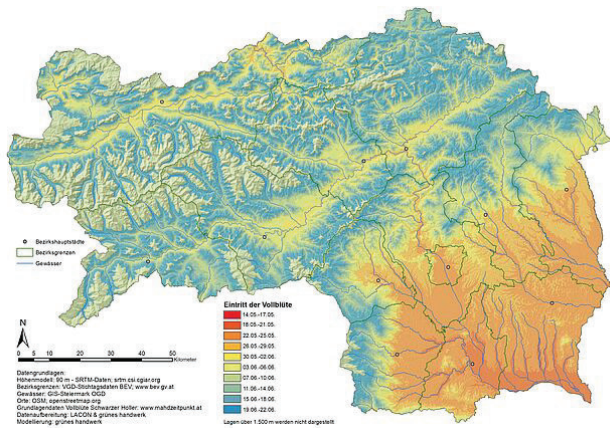 Bezirkshauptstädte
Bezirksgrenzen
Gewässer
N
0 5 10 20 30 40 50
Kilometer
Datengrundlagen:
Höhenmodell: 90 m - SRTM-Daten; srtm.csi.cgiar.org
Bezirksgrenzen: VGD-Stichtagsdaten BEV; www.bev.gv.at
Gewässer: GIS-Steiermark OGD
Orte: OSM; openstreetmap.org
Grundlagendaten Vollblüte Schwarzer Holler: www.mahdzeitpunkt.at
Datenaufbereitung: LACON & grünes handwerk
Modellierung: grünes handwerk
Eintritt der Vollblüte
14.05.-17.05.
18.05.-21.05.
22.05.-25.05.
26.05.-29.05.
30.05.-02.06.
03.06.-06.06.
07.06.-10.06.
11.06.-14.06.
15.06.-18.06.
19.06.-22.06.
Lagen über 1.500 m werden nicht dargestellt